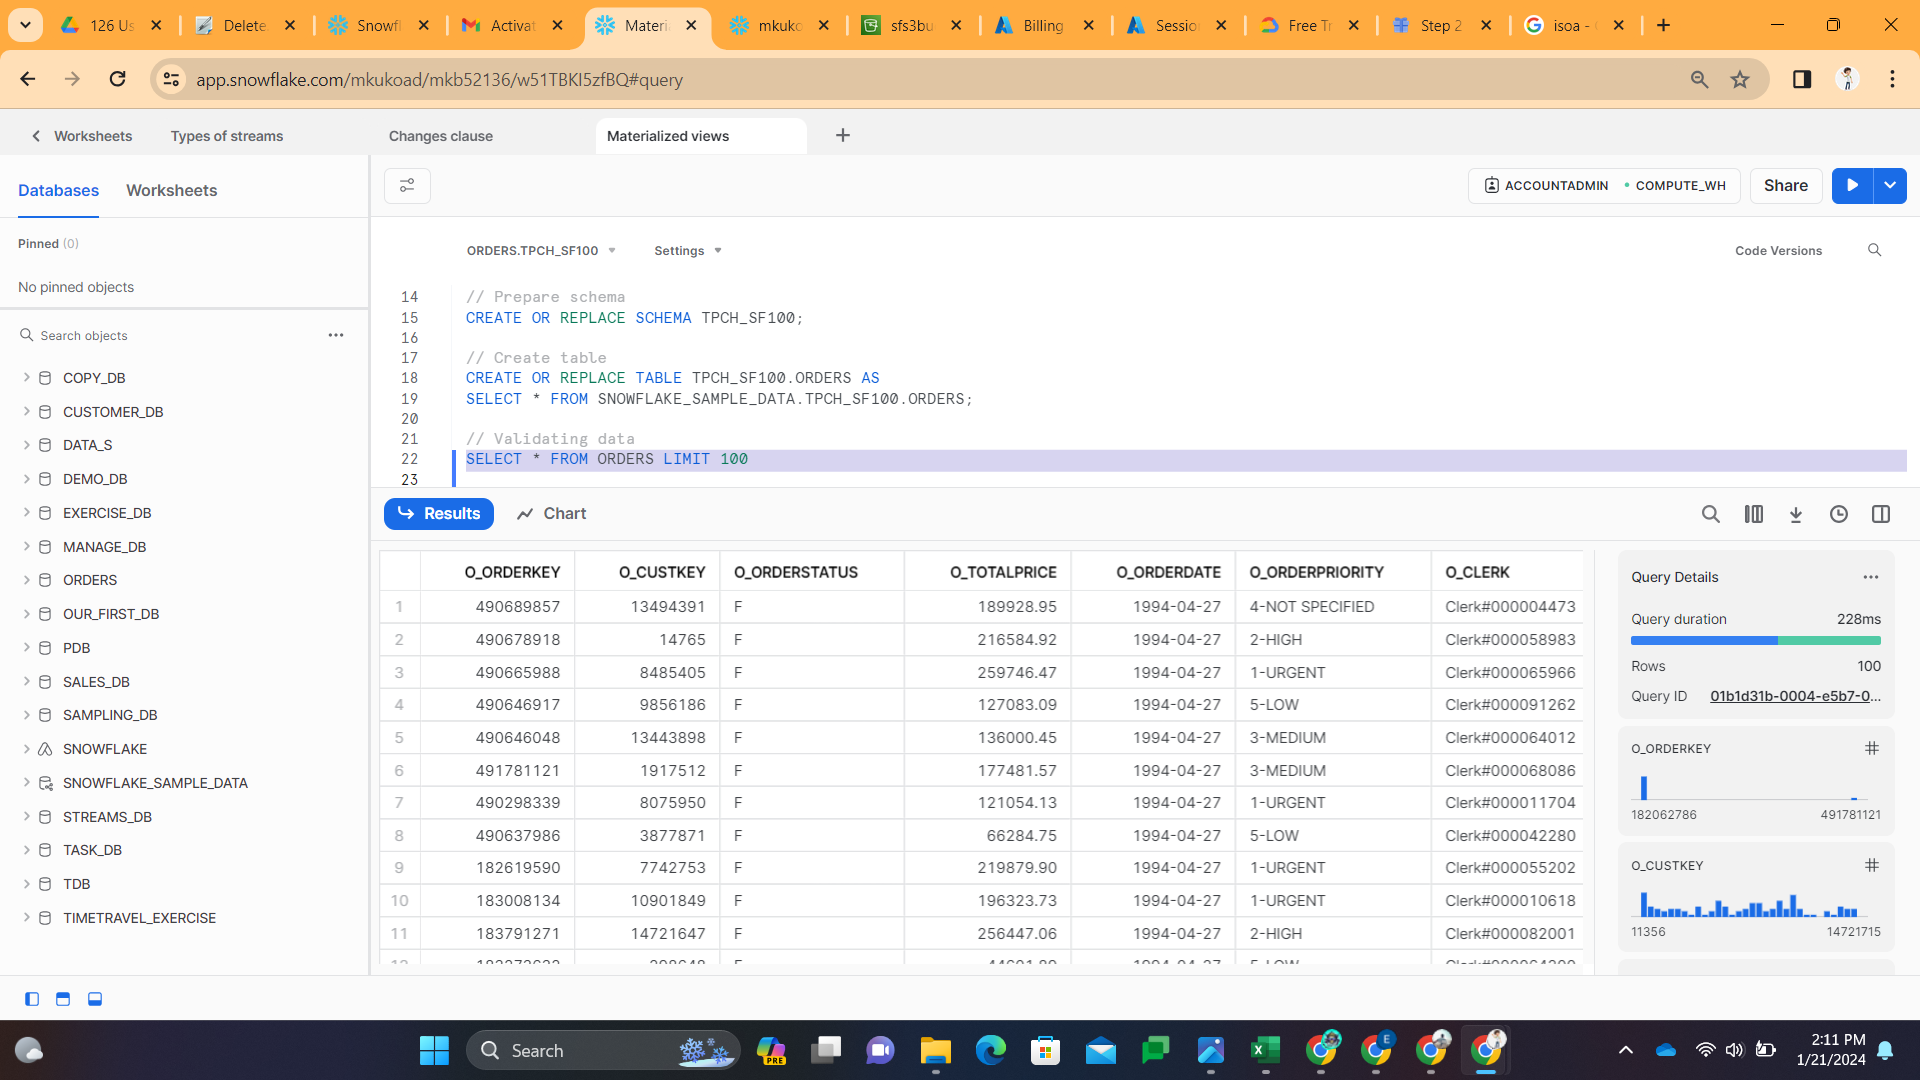 126 Us
Delete
Snowfl
Activat
Materi
mkuko
sfs3bu
Billing
Sessio
Free Tr
Step 2
isoa -
app.snowflake.com/mkukoad/mkb52136/w51TBKI5zfBQ#query
Worksheets
Types of streams
Changes clause
Materialized views
Databases
Worksheets
ACCOUNTADMIN
COMPUTE_WH
Share
Pinned (0)
No pinned objects
ORDERS.TPCH_SF100
Settings
Code Versions
Search objects
COPY_DB
CUSTOMER_DB
DATA_S
DEMO_DB
EXERCISE_DB
MANAGE_DB
ORDERS
OUR_FIRST_DB
PDB
SALES_DB
SAMPLING_DB
SNOWFLAKE
SNOWFLAKE_SAMPLE_DATA
STREAMS_DB
TASK_DB
TDB
TIMETRAVEL_EXERCISE
14 // Prepare schema
15 CREATE OR REPLACE SCHEMA TPCH_SF100;
16
17 // Create table
18 CREATE OR REPLACE TABLE TPCH_SF100.ORDERS AS
19 SELECT * FROM SNOWFLAKE_SAMPLE_DATA.TPCH_SF100.ORDERS;
20
21 // Validating data
22 SELECT * FROM ORDERS LIMIT 100
23
Results
Chart
O_ORDERKEY O_CUSTKEY O_ORDERSTATUS O_TOTALPRICE O_ORDERDATE O_ORDERPRIORITY O_CLERK
1 490689857 13494391 F 189928.95 1994-04-27 4-NOT SPECIFIED Clerk#000004473
2 490678918 14765 F 216584.92 1994-04-27 2-HIGH Clerk#000058983
3 490665988 8485405 F 259746.47 1994-04-27 1-URGENT Clerk#000065966
4 490646917 9856186 F 127083.09 1994-04-27 5-LOW Clerk#000091262
5 490646048 13443898 F 136000.45 1994-04-27 3-MEDIUM Clerk#000064012
6 491781121 1917512 F 177481.57 1994-04-27 3-MEDIUM Clerk#000068086
7 490298339 8075950 F 121054.13 1994-04-27 1-URGENT Clerk#000011704
8 490637986 3877871 F 66284.75 1994-04-27 5-LOW Clerk#000042280
9 182619590 7742753 F 219879.90 1994-04-27 1-URGENT Clerk#000055202
10 183008134 10901849 F 196323.73 1994-04-27 1-URGENT Clerk#000010618
11 183791271 14721647 F 256447.06 1994-04-27 2-HIGH Clerk#000082001
Query Details
Query duration 228ms
Rows 100
Query ID 01b1d31b-0004-e5b7-0...
O_ORDERKEY
182062786 491781121
O_CUSTKEY
11356 14721715
Search
PRE
E
2:11 PM
1/21/2024